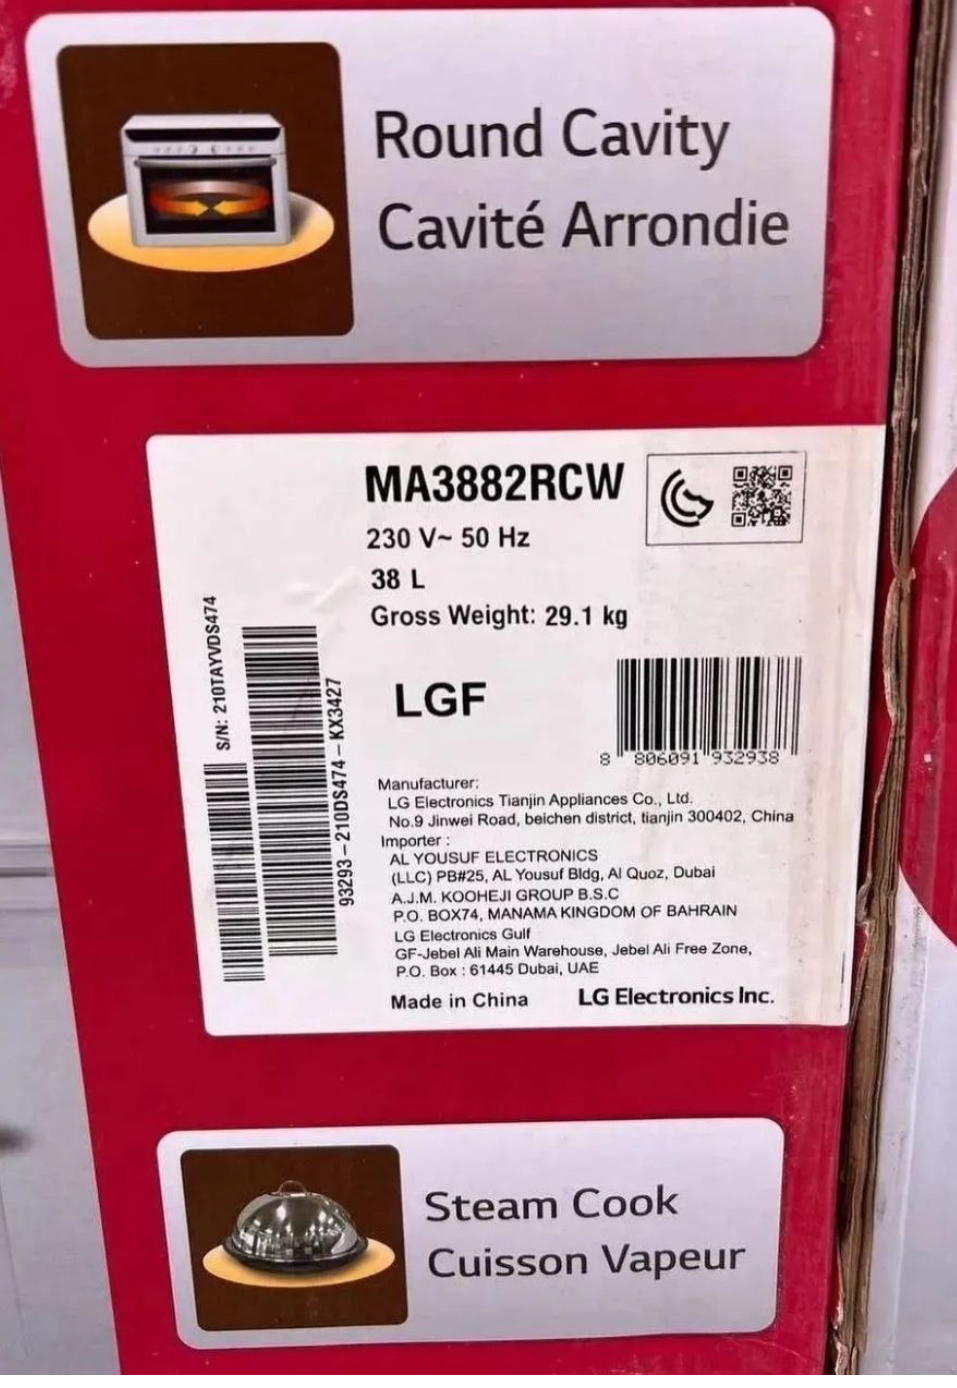 Round Cavity
Cavité Arrondie
MA3882RCW
230 V~ 50 Hz
38 L
Gross Weight: 29.1 kg
S/N: 210TAYVDS474
93293-210DS474-KX3427
LGF
8 806091 932938
Manufacturer:
LG Electronics Tianjin Appliances Co., Ltd.
No.9 Jinwei Road, beichen district, tianjin 300402, China
Importer :
AL YOUSUF ELECTRONICS
(LLC) PB#25, AL Yousuf Bldg, Al Quoz, Dubai
A.J.M. KOOHEJI GROUP B.S.C
P.O. BOX74, MANAMA KINGDOM OF BAHRAIN
LG Electronics Gulf
GF-Jebel Ali Main Warehouse, Jebel Ali Free Zone,
P.O. Box : 61445 Dubai, UAE
Made in China LG Electronics Inc.
Steam Cook
Cuisson Vapeur